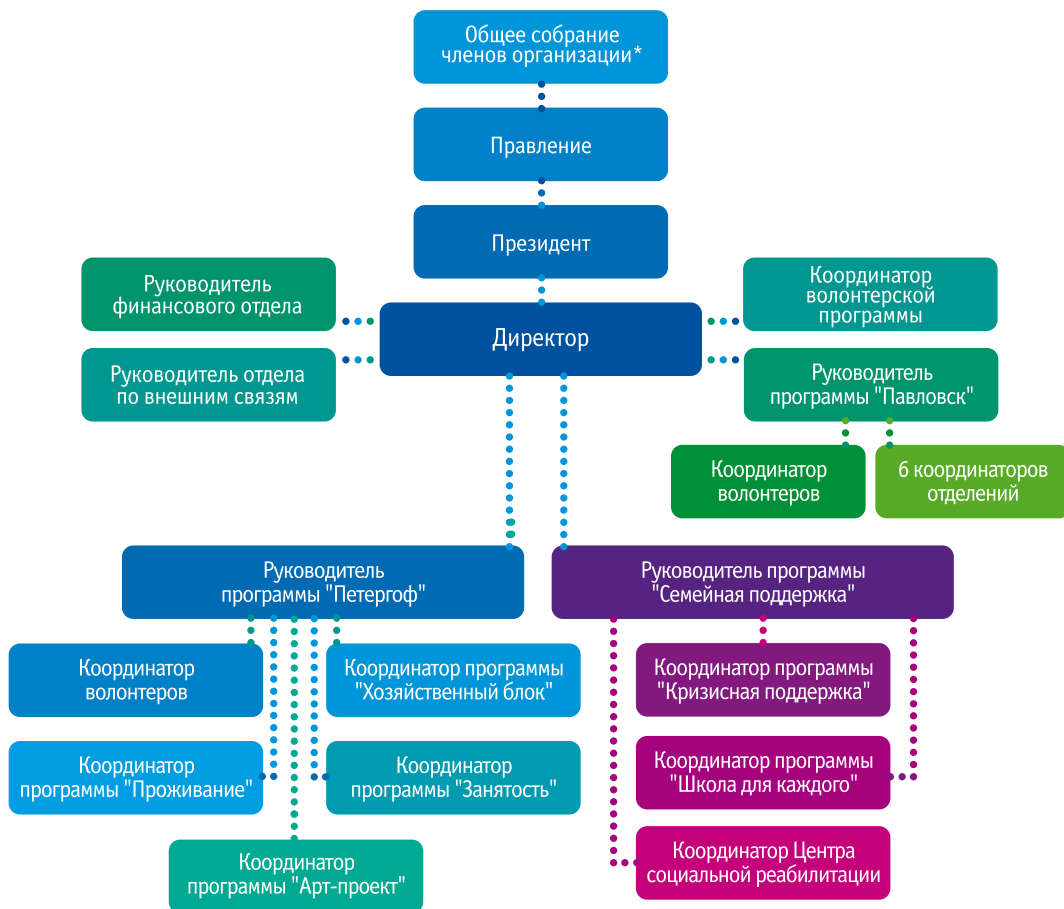 Общее собрание
членов организации*
Правление
Президент
Руководитель
финансового отдела
Координатор
волонтерской
программы
Директор
Руководитель отдела
по внешним связям
Руководитель
программы "Павловск"
Координатор
волонтеров
6 координаторов
отделений
Руководитель
программы "Петергоф"
Руководитель программы
"Семейная поддержка"
Координатор
волонтеров
Координатор программы
"Хозяйственный блок"
Координатор программы
"Кризисная поддержка"
Координатор
программы "Проживание"
Координатор
программы "Занятость"
Координатор программы
"Школа для каждого"
Координатор
программы "Арт-проект"
Координатор Центра
социальной реабилитации